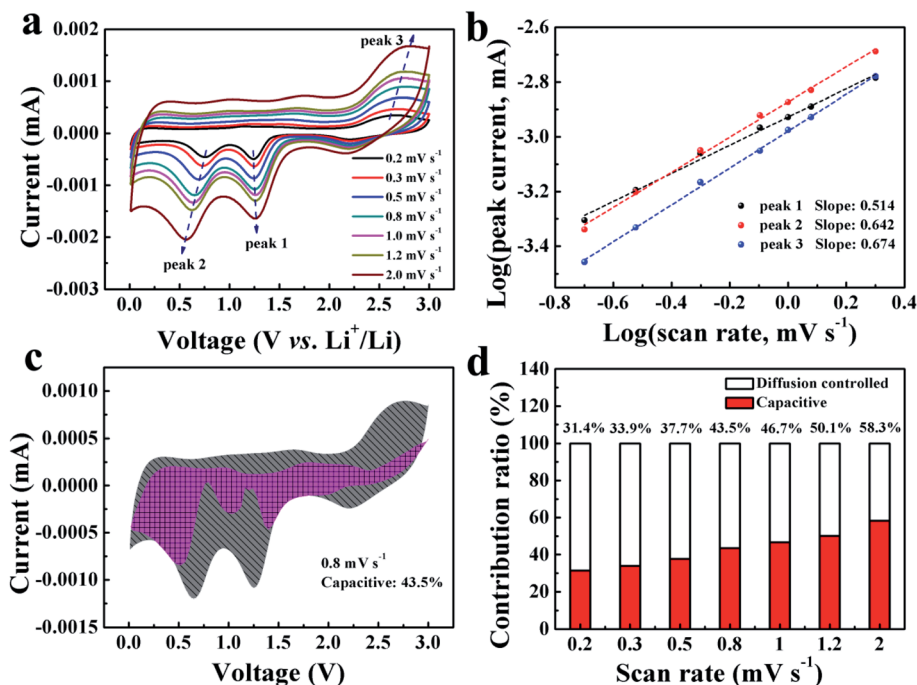 a
0.002
0.001
0.000
-0.001
-0.002
-0.003
Current (mA)
peak 3
peak 2
peak 1
0.2 mV s⁻¹
0.3 mV s⁻¹
0.5 mV s⁻¹
0.8 mV s⁻¹
1.0 mV s⁻¹
1.2 mV s⁻¹
2.0 mV s⁻¹
0.0 0.5 1.0 1.5 2.0 2.5 3.0
Voltage (V vs. Li⁺/Li)
b
-2.6
-2.8
-3.0
-3.2
-3.4
Log(peak current, mA)
peak 1 Slope: 0.514
peak 2 Slope: 0.642
peak 3 Slope: 0.674
-0.8 -0.6 -0.4 -0.2 0.0 0.2 0.4
Log(scan rate, mV s⁻¹)
c
0.0010
0.0005
0.0000
-0.0005
-0.0010
-0.0015
Current (mA)
0.8 mV s⁻¹
Capacitive: 43.5%
0.0 0.5 1.0 1.5 2.0 2.5 3.0
Voltage (V)
d
140
120
100
80
60
40
20
0
Contribution ratio (%)
Diffusion controlled
Capacitive
31.4% 33.9% 37.7% 43.5% 46.7% 50.1% 58.3%
0.2 0.3 0.5 0.8 1 1.2 2
Scan rate (mV s⁻¹)